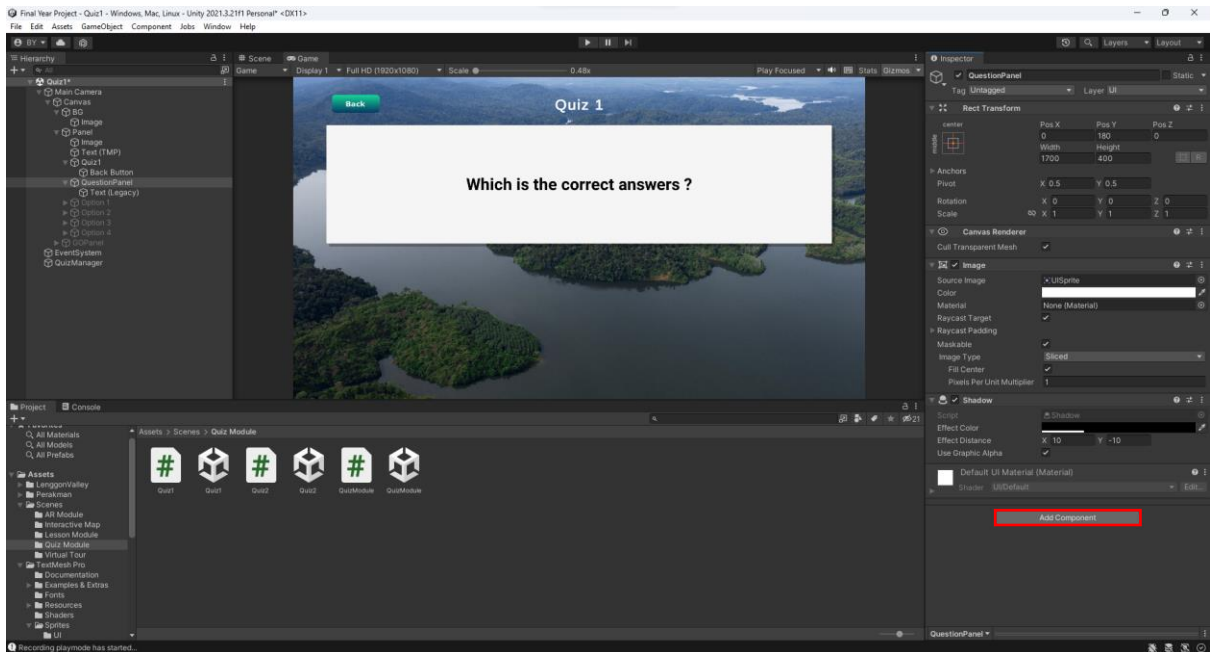 Final Year Project - Quiz1 - Windows, Mac, Linux - Unity 2021.3.21f1 Personal* <DX11>
File Edit Assets GameObject Component Jobs Window Help
BY
Layers
Layout
Hierarchy
All
Quiz1*
Main Camera
Canvas
BG
Image
Panel
Image
Text (TMP)
Quiz1
Back Button
QuestionPanel
Text (Legacy)
Option 1
Option 2
Option 3
Option 4
GOPanel
EventSystem
QuizManager
Scene
Game
Game
Display 1
Full HD (1920x1080)
Scale
0.48x
Play Focused
Stats
Gizmos
Back
Quiz 1
Which is the correct answers ?
Inspector
QuestionPanel
Static
Tag Untagged
Layer UI
Rect Transform
center
middle
Pos X Pos Y Pos Z
0 180 0
Width Height
1700 400
R
Anchors
Pivot X 0.5 Y 0.5
Rotation X 0 Y 0 Z 0
Scale X 1 Y 1 Z 1
Canvas Renderer
Cull Transparent Mesh
Image
Source Image UISprite
Color
Material None (Material)
Raycast Target
Raycast Padding
Maskable
Image Type Sliced
Fill Center
Pixels Per Unit Multiplier 1
Shadow
Script Shadow
Effect Color
Effect Distance X 10 Y -10
Use Graphic Alpha
Default UI Material (Material)
Shader UI/Default Edit...
Add Component
QuestionPanel
Project
Console
21
Favorites
All Materials
All Models
All Prefabs
Assets
LenggonValley
Perakman
Scenes
AR Module
Interactive Map
Lesson Module
Quiz Module
Virtual Tour
TextMesh Pro
Documentation
Examples & Extras
Fonts
Resources
Shaders
Sprites
UI
Assets > Scenes > Quiz Module
Quiz1 Quiz1 Quiz2 Quiz2 QuizModule QuizModule
Recording playmode has started...